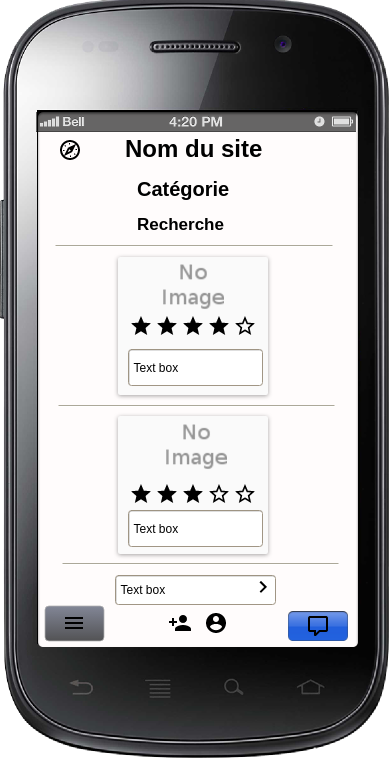 Bell 4:20 PM
Nom du site
Catégorie
Recherche
No
Image
Text box
No
Image
Text box
Text box